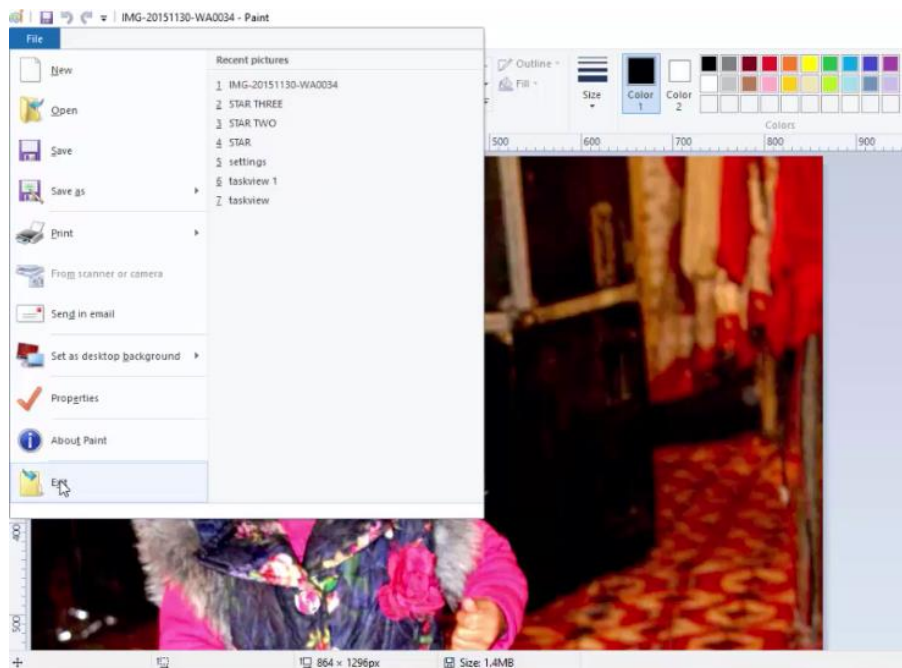 IMG-20151130-WA0034 - Paint
File
New
Open
Save
Save as
Print
From scanner or camera
Send in email
Set as desktop background
Properties
About Paint
Exit
Recent pictures
1 IMG-20151130-WA0034
2 STAR THREE
3 STAR TWO
4 STAR
5 settings
6 taskview 1
7 taskview
Outline
Fill
Size
Color 1
Color 2
Colors
500 600 700 800 900
400
500
864 × 1296px
Size: 1.4MB